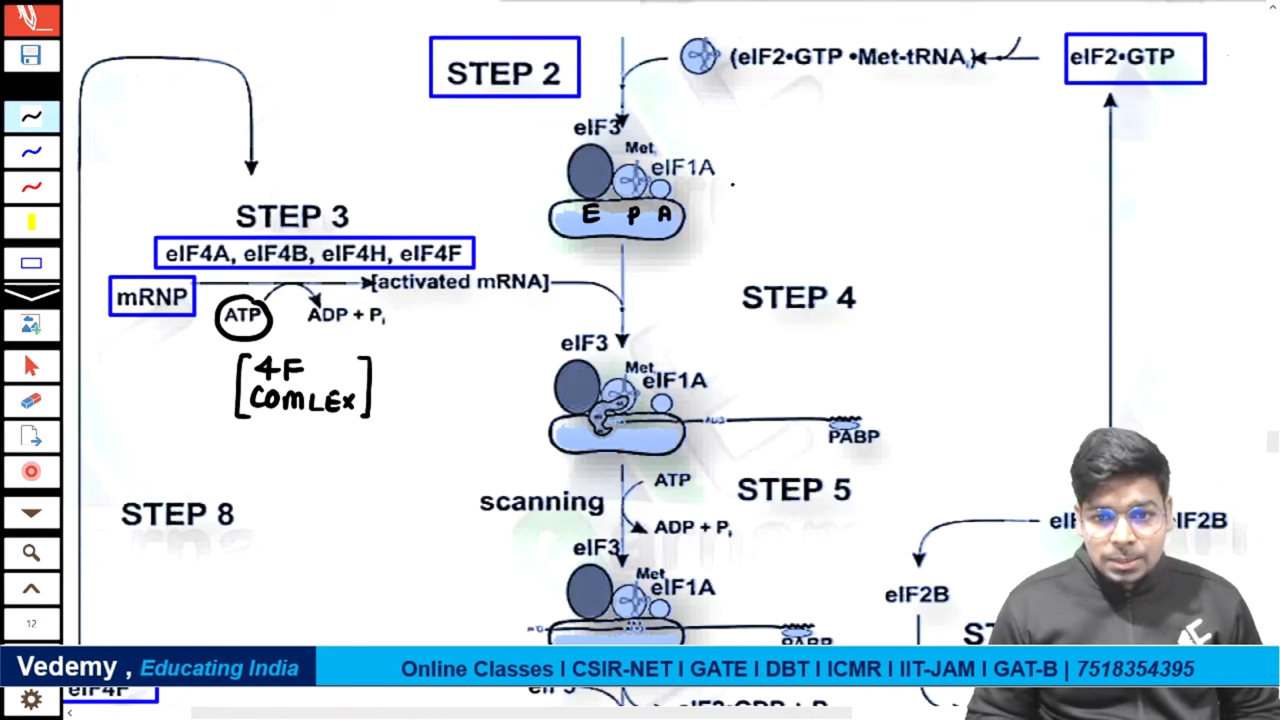 STEP 2
(eIF2•GTP •Met-tRNAi)
eIF2•GTP
eIF3
Met
eIF1A
E P A
STEP 3
eIF4A, eIF4B, eIF4H, eIF4F
mRNP
[activated mRNA]
ATP
ADP + Pi
4F
COMLEX
STEP 4
eIF3
Met
eIF1A
PABP
STEP 5
scanning
ATP
ADP + Pi
STEP 8
eIF3
Met
eIF1A
eIF2B
12
Vedemy , Educating India
Online Classes I CSIR-NET I GATE I DBT I ICMR I IIT-JAM I GAT-B | 7518354395
eIF4F